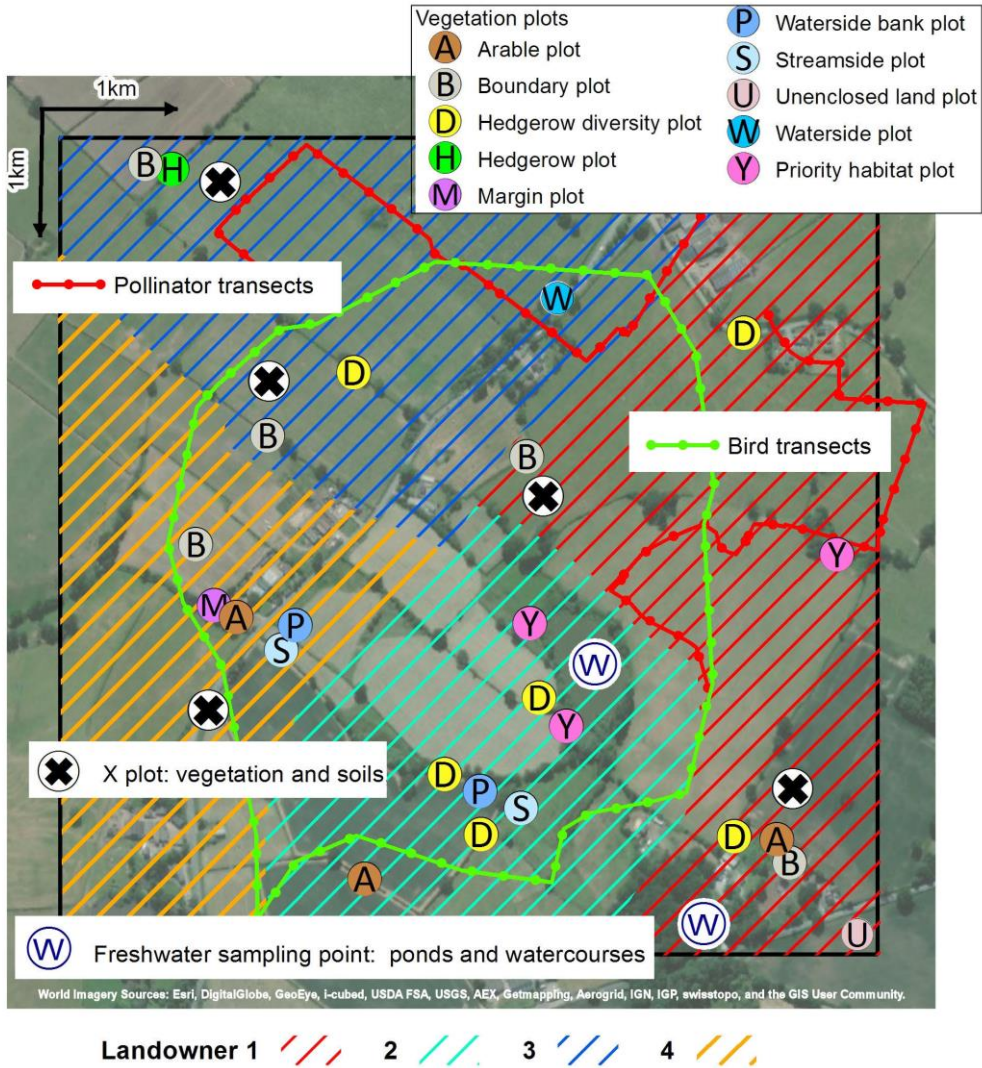 Vegetation plots
A Arable plot
B Boundary plot
D Hedgerow diversity plot
H Hedgerow plot
M Margin plot
P Waterside bank plot
S Streamside plot
U Unenclosed land plot
W Waterside plot
Y Priority habitat plot
1km
1km
B H
Pollinator transects
W
D
D
B
B
Bird transects
B
Y
M A
P
S
Y
W
D
Y
X plot: vegetation and soils
D
P
S
D
D
A
B
A
W
U
W Freshwater sampling point: ponds and watercourses
World Imagery Sources: Esri, DigitalGlobe, GeoEye, i-cubed, USDA FSA, USGS, AEX, Getmapping, Aerogrid, IGN, IGP, swisstopo, and the GIS User Community.
Landowner 1 2 3 4